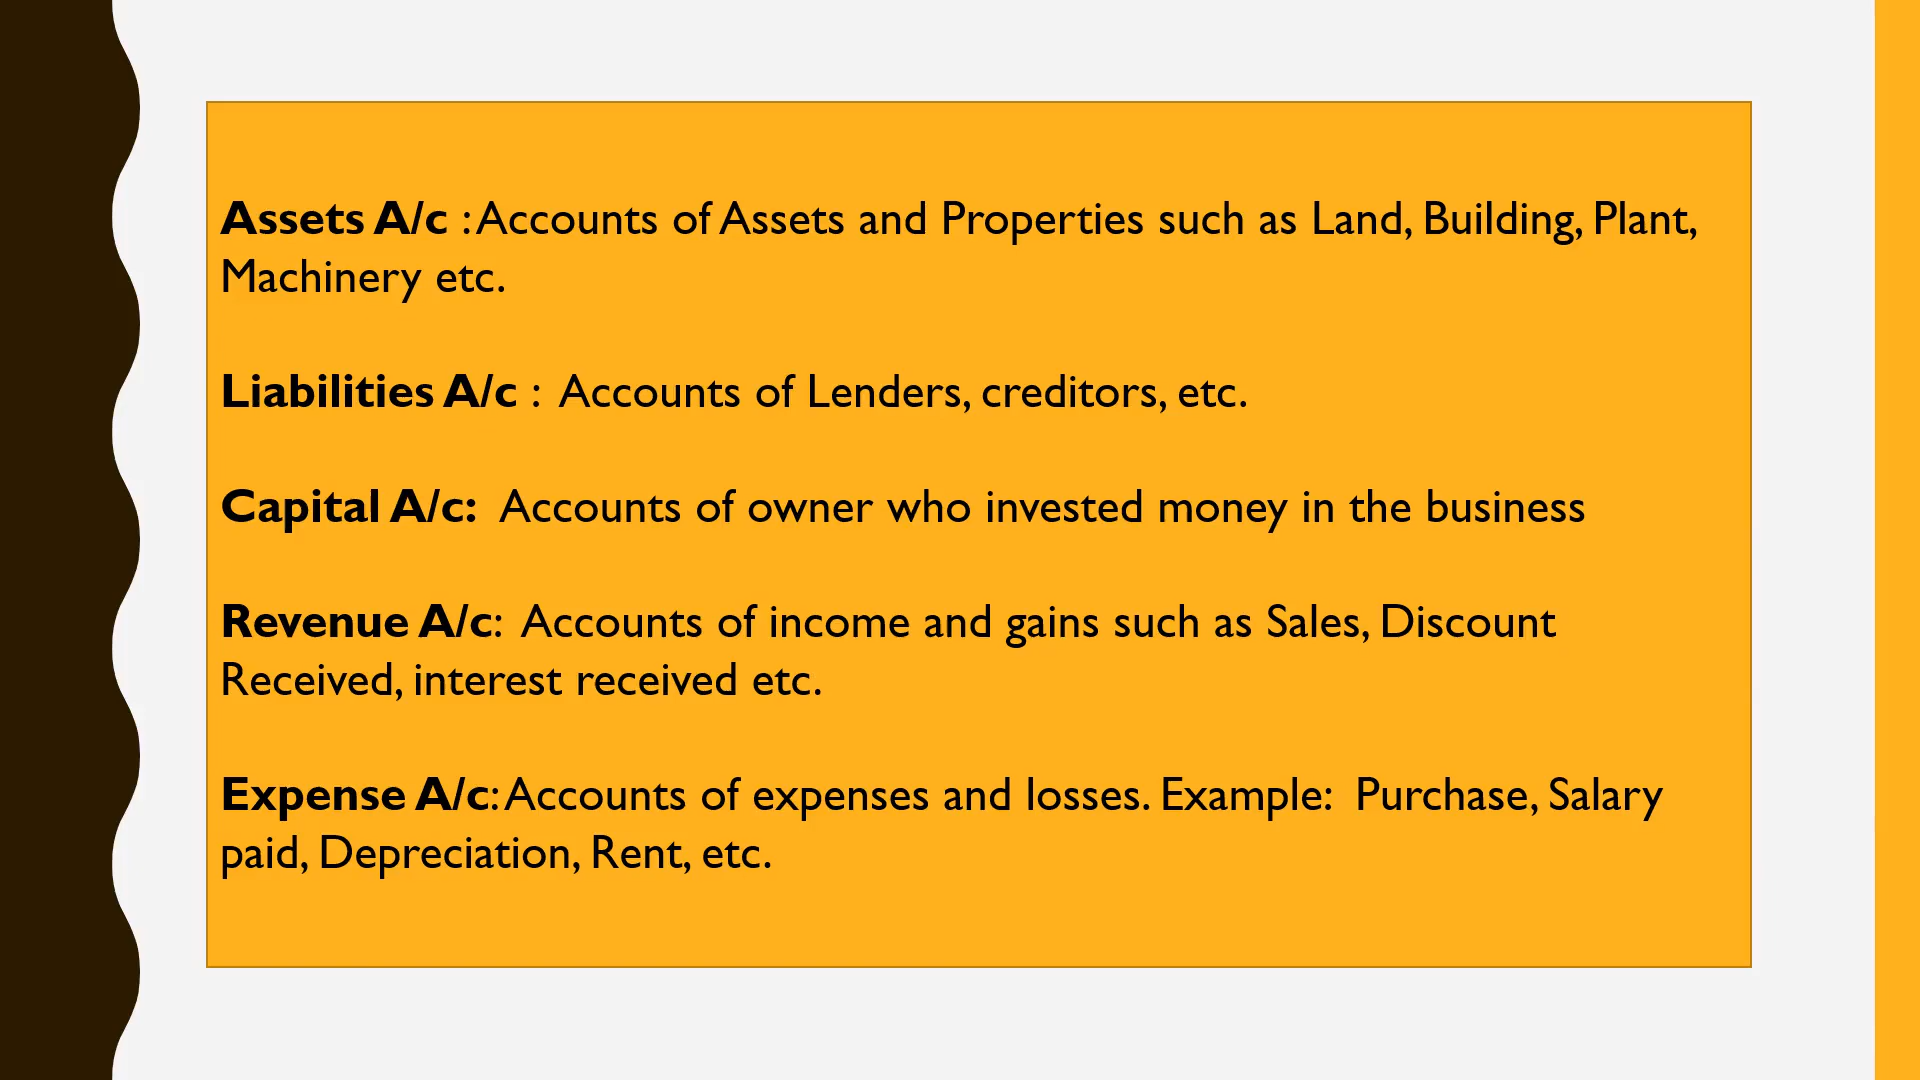 Assets A/c : Accounts of Assets and Properties such as Land, Building, Plant,
Machinery etc.
Liabilities A/c :  Accounts of Lenders, creditors, etc.
Capital A/c:  Accounts of owner who invested money in the business
Revenue A/c:  Accounts of income and gains such as Sales, Discount
Received, interest received etc.
Expense A/c: Accounts of expenses and losses. Example:  Purchase, Salary
paid, Depreciation, Rent, etc.